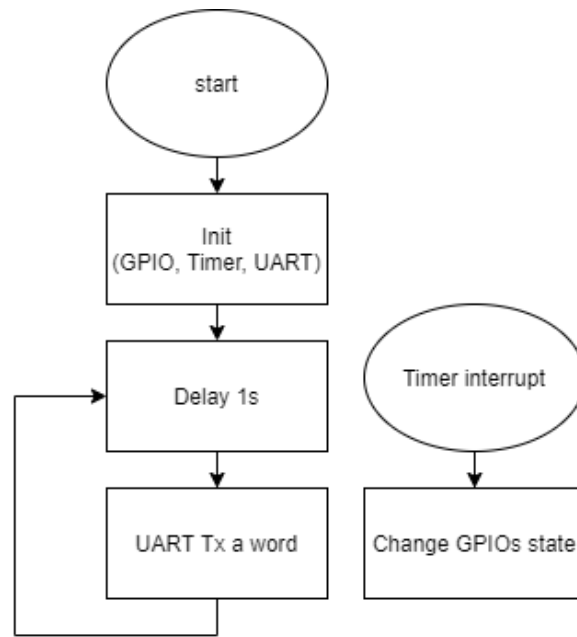 start
Init
(GPIO, Timer, UART)
Delay 1s
UART Tx a word
Timer interrupt
Change GPIOs state